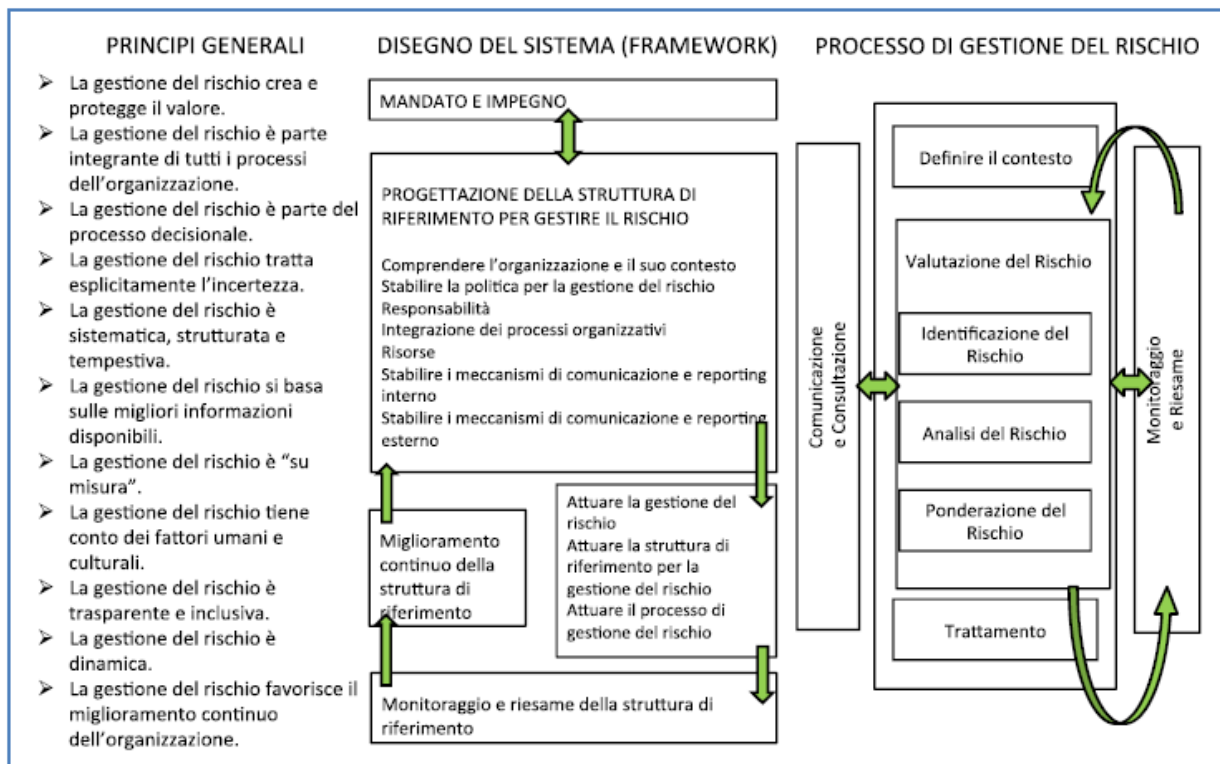 PRINCIPI GENERALI
➢ La gestione del rischio crea e
protegge il valore.
➢ La gestione del rischio è parte
integrante di tutti i processi
dell'organizzazione.
➢ La gestione del rischio è parte del
processo decisionale.
➢ La gestione del rischio tratta
esplicitamente l'incertezza.
➢ La gestione del rischio è
sistematica, strutturata e
tempestiva.
➢ La gestione del rischio si basa
sulle migliori informazioni
disponibili.
➢ La gestione del rischio è "su
misura".
➢ La gestione del rischio tiene
conto dei fattori umani e
culturali.
➢ La gestione del rischio è
trasparente e inclusiva.
➢ La gestione del rischio è
dinamica.
➢ La gestione del rischio favorisce il
miglioramento continuo
dell'organizzazione.
DISEGNO DEL SISTEMA (FRAMEWORK)
MANDATO E IMPEGNO
PROGETTAZIONE DELLA STRUTTURA DI
RIFERIMENTO PER GESTIRE IL RISCHIO
Comprendere l'organizzazione e il suo contesto
Stabilire la politica per la gestione del rischio
Responsabilità
Integrazione dei processi organizzativi
Risorse
Stabilire i meccanismi di comunicazione e reporting
interno
Stabilire i meccanismi di comunicazione e reporting
esterno
Miglioramento
continuo della
struttura di
riferimento
Attuare la gestione del
rischio
Attuare la struttura di
riferimento per la
gestione del rischio
Attuare il processo di
gestione del rischio
Monitoraggio e riesame della struttura di
riferimento
PROCESSO DI GESTIONE DEL RISCHIO
Comunicazione
e Consultazione
Definire il contesto
Valutazione del Rischio
Identificazione del
Rischio
Analisi del Rischio
Ponderazione del
Rischio
Trattamento
Monitoraggio
e Riesame